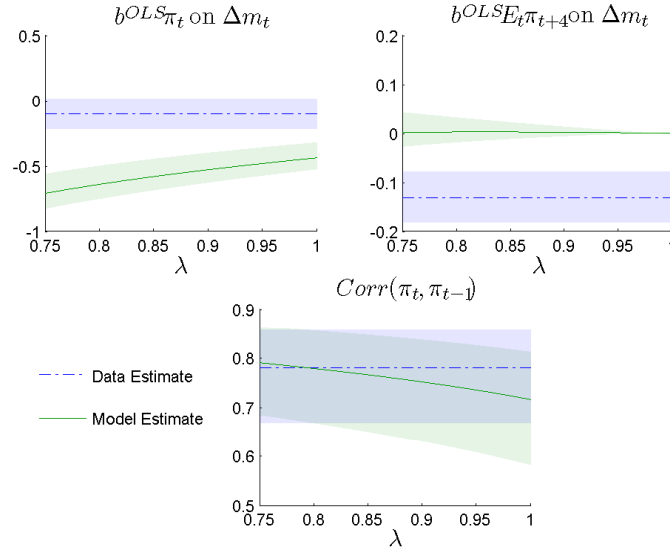 b^{OLS} π_t on Δm_t
0.5
0
-0.5
-1
0.75 0.8 0.85 0.9 0.95 1
λ
b^{OLS} E_t π_{t+4} on Δm_t
0.2
0.1
0
-0.1
-0.2
0.75 0.8 0.85 0.9 0.95 1
λ
Corr(π_t, π_{t-1})
0.9
0.8
0.7
0.6
0.5
0.75 0.8 0.85 0.9 0.95 1
λ
Data Estimate
Model Estimate